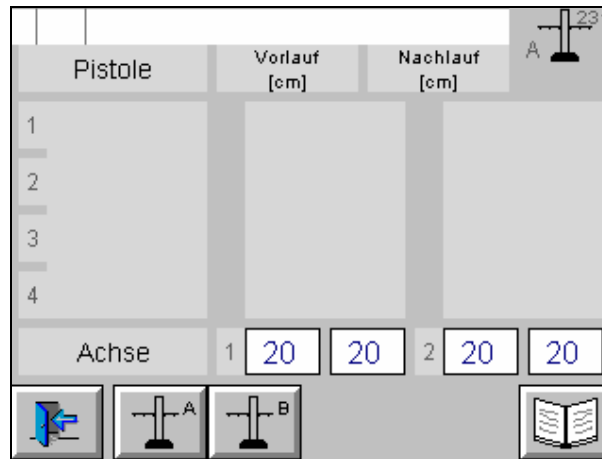 23
A
Pistole
Vorlauf
[cm]
Nachlauf
[cm]
1
2
3
4
Achse 1 20 20 2 20 20
A B